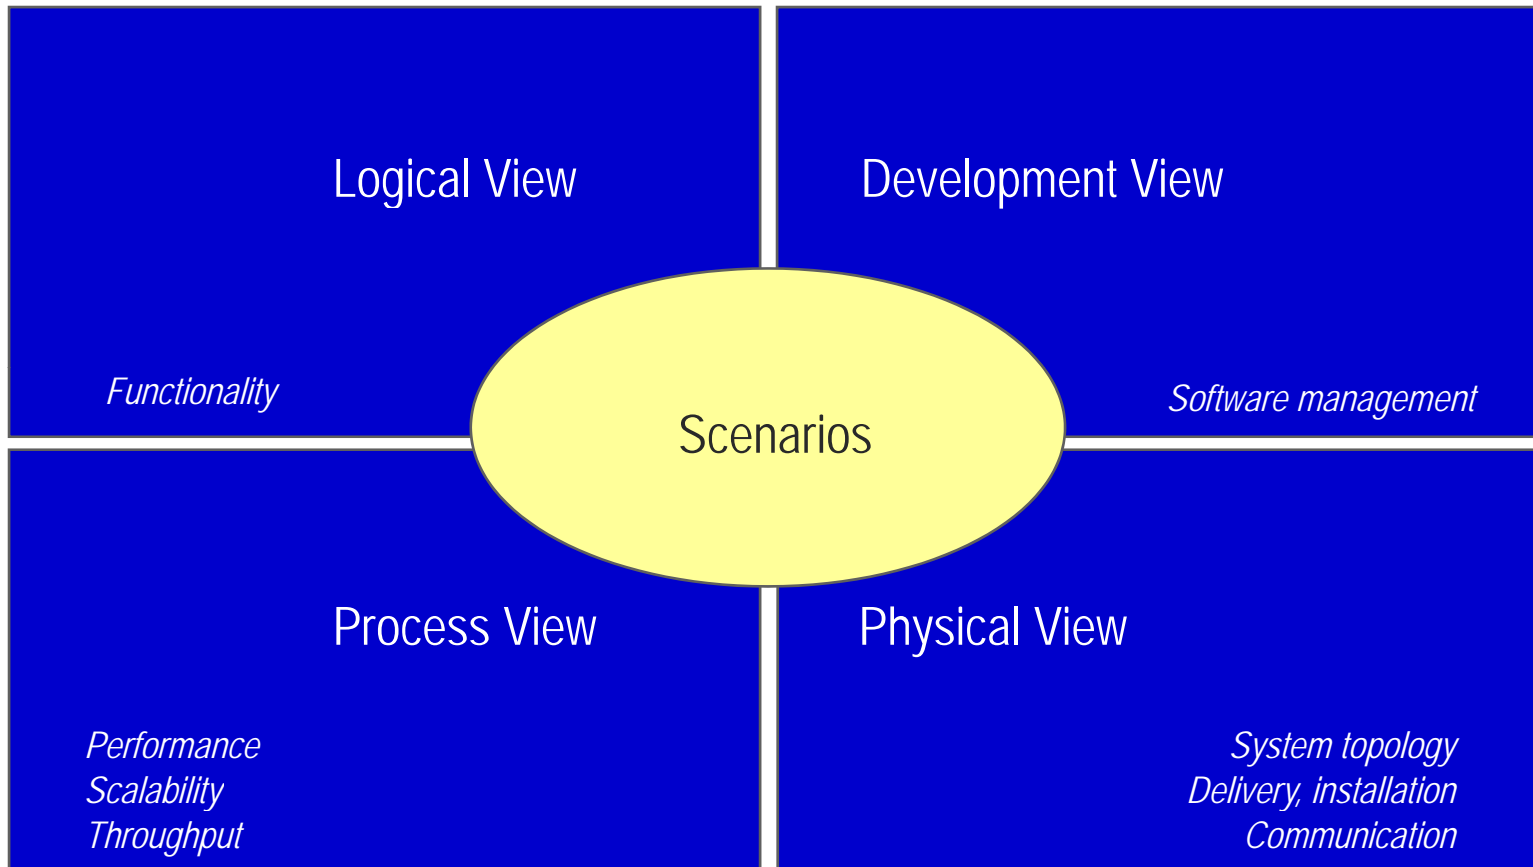 Logical View
Development View
Functionality
Software management
Scenarios
Process View
Physical View
Performance
Scalability
Throughput
System topology
Delivery, installation
Communication